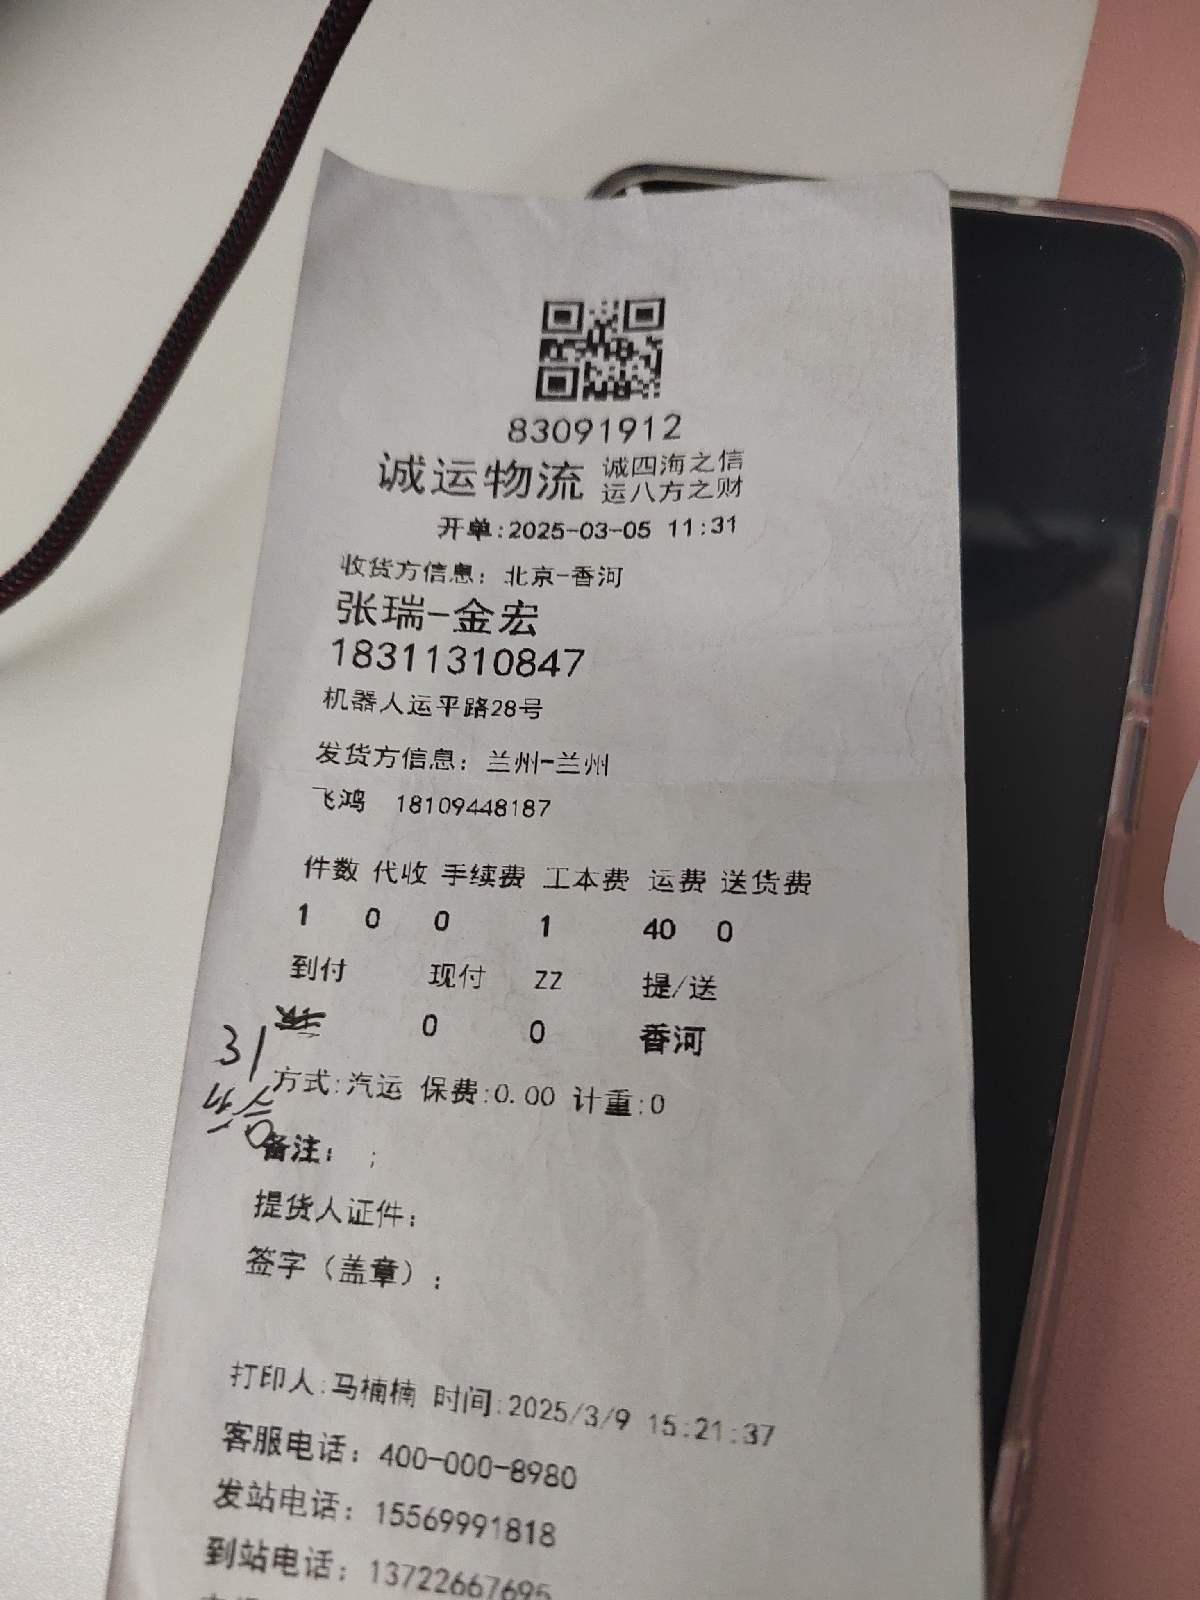 83091912
诚运物流 诚四海之信
运八方之财
开单:2025-03-05 11:31
收货方信息: 北京-香河
张瑞-金宏
18311310847
机器人运平路28号
发货方信息: 兰州-兰州
飞鸿 18109448187
件数 代收 手续费 工本费 运费 送货费
1 0 0 1 40 0
到付 现付 ZZ 提/送
0 0 香河
31
方式:汽运 保费:0.00 计重:0
备注: ;
提货人证件:
签字（盖章）:
打印人:马楠楠 时间:2025/3/9 15:21:37
客服电话: 400-000-8980
发站电话: 15569991818
到站电话: 13722667695